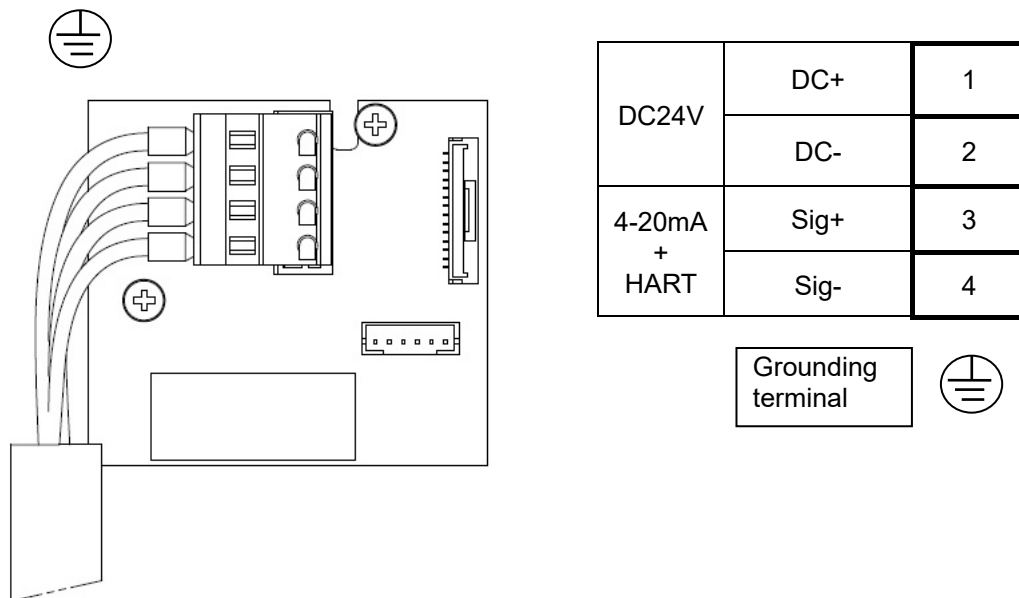 DC24V
DC+
1
DC-
2
4-20mA
+
HART
Sig+
3
Sig-
4
Grounding
terminal